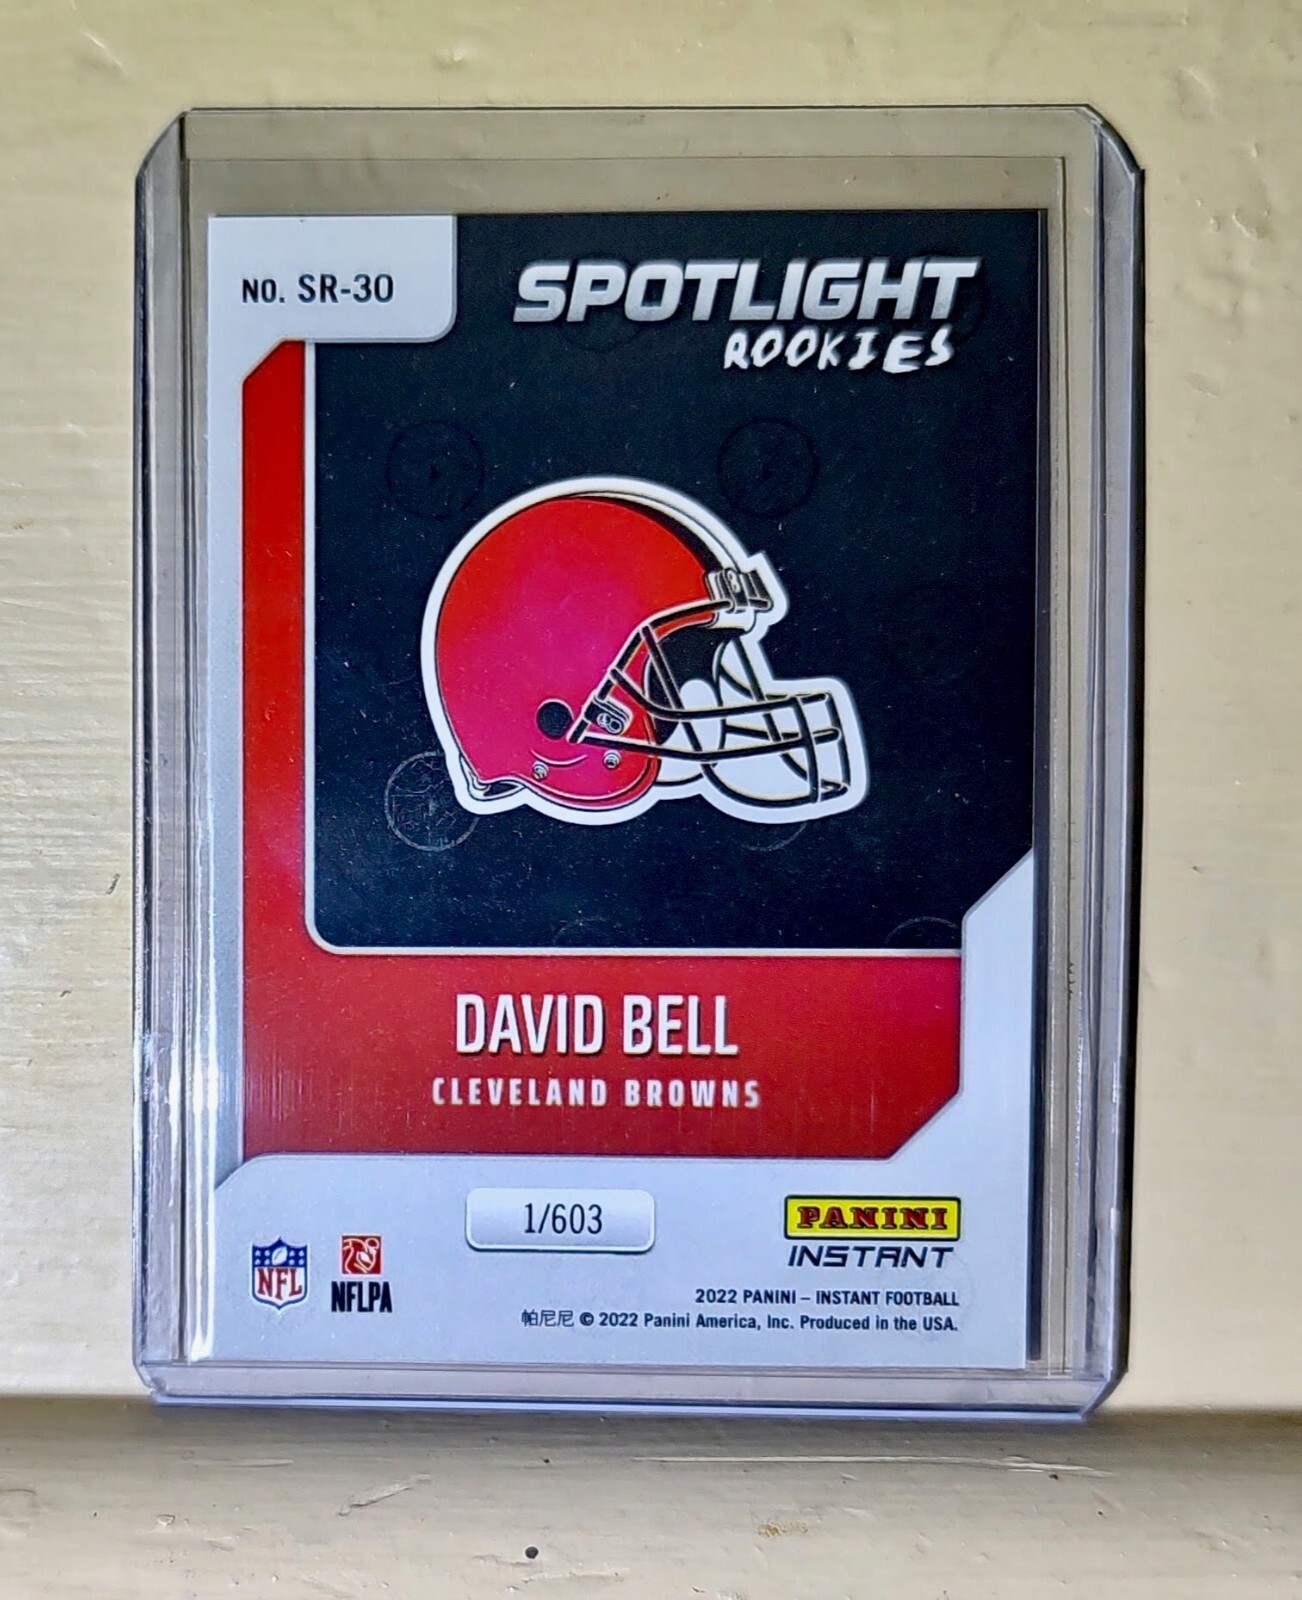 NO. SR-30
SPOTLIGHT
ROOKIES
DAVID BELL
CLEVELAND BROWNS
1/603
PANINI
INSTANT
NFL
NFLPA
2022 PANINI – INSTANT FOOTBALL
帕尼尼 © 2022 Panini America, Inc. Produced in the USA.